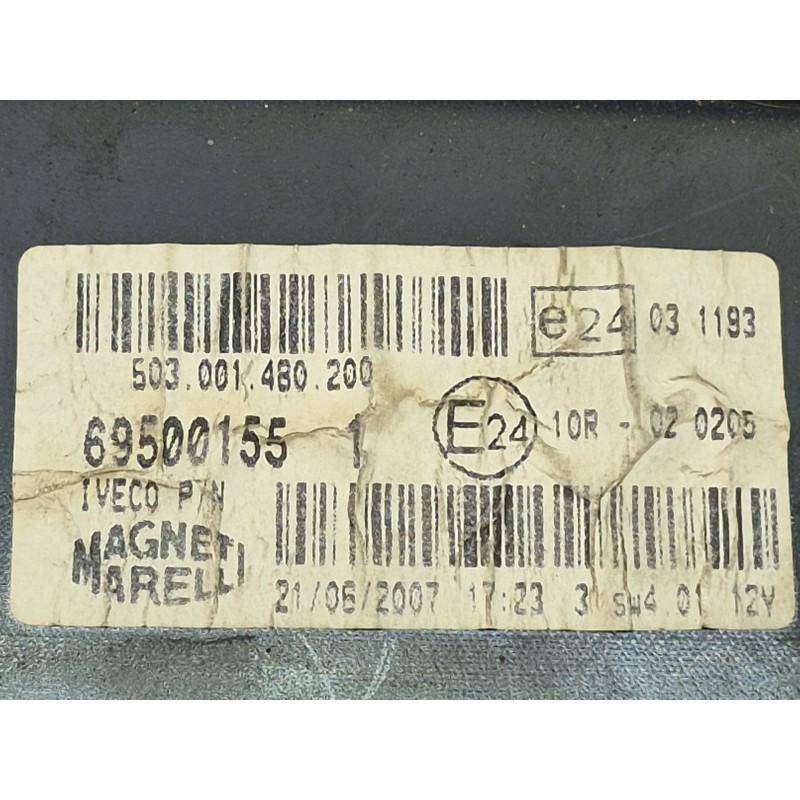 e24 03 1193
503.001.480.200
69500155 1
E24 10R - 02 0205
IVECO P/N
MAGNETI
MARELLI
21/06/2007 17:23 3 sw4.01 12V